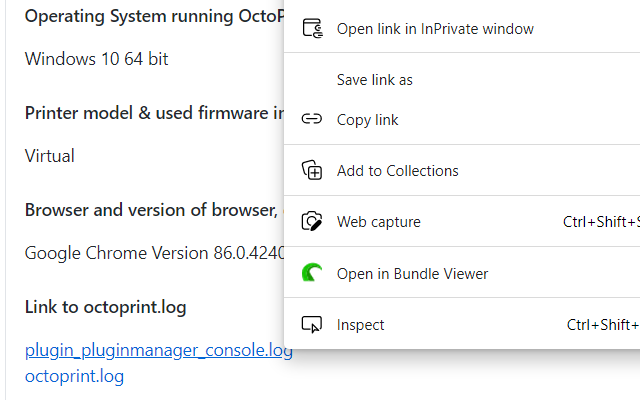 Operating System running OctoP
Windows 10 64 bit
Printer model & used firmware in
Virtual
Browser and version of browser,
Google Chrome Version 86.0.4240
Link to octoprint.log
plugin_pluginmanager_console.log
octoprint.log
Open link in InPrivate window
Save link as
Copy link
Add to Collections
Web capture Ctrl+Shift+S
Open in Bundle Viewer
Inspect Ctrl+Shift+